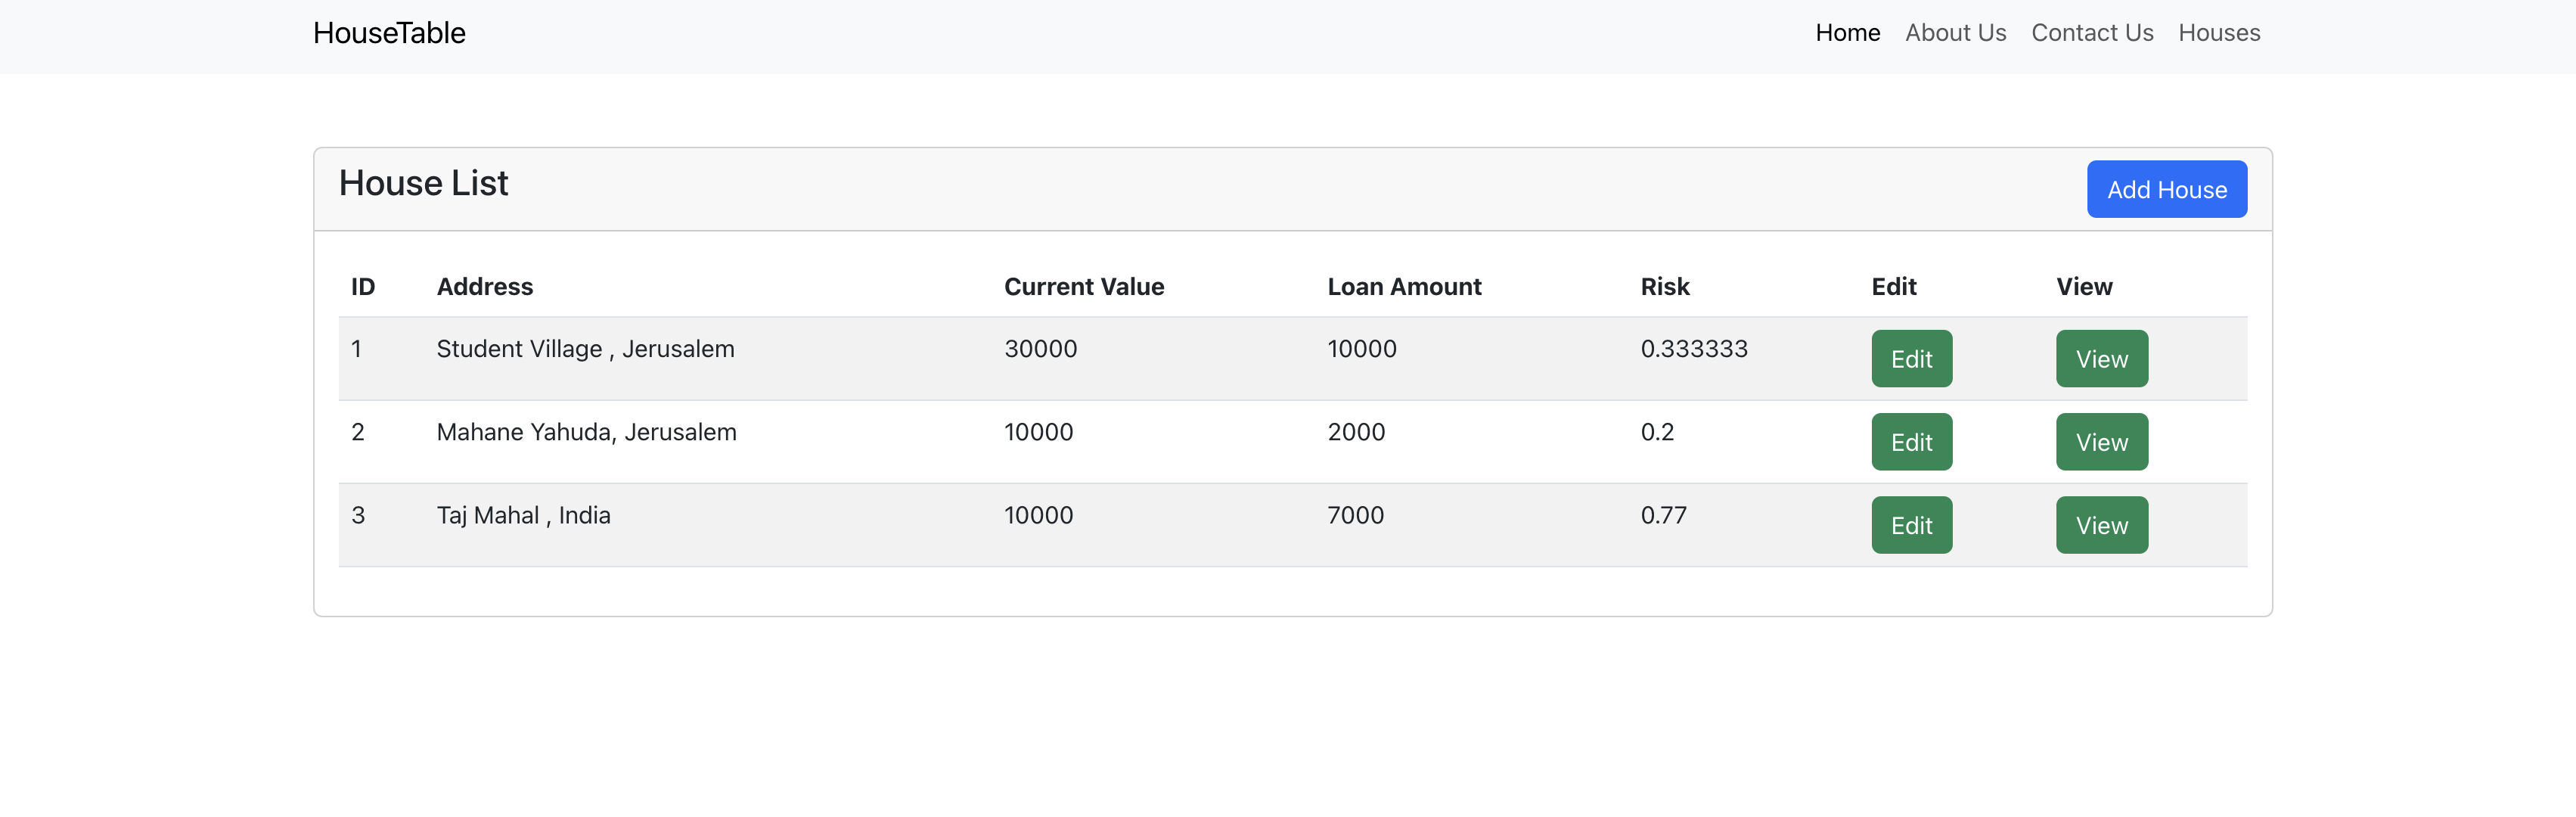 HouseTable Home About Us Contact Us Houses
House List Add House
ID Address Current Value Loan Amount Risk Edit View
1 Student Village , Jerusalem 30000 10000 0.333333 Edit View
2 Mahane Yahuda, Jerusalem 10000 2000 0.2 Edit View
3 Taj Mahal , India 10000 7000 0.77 Edit View